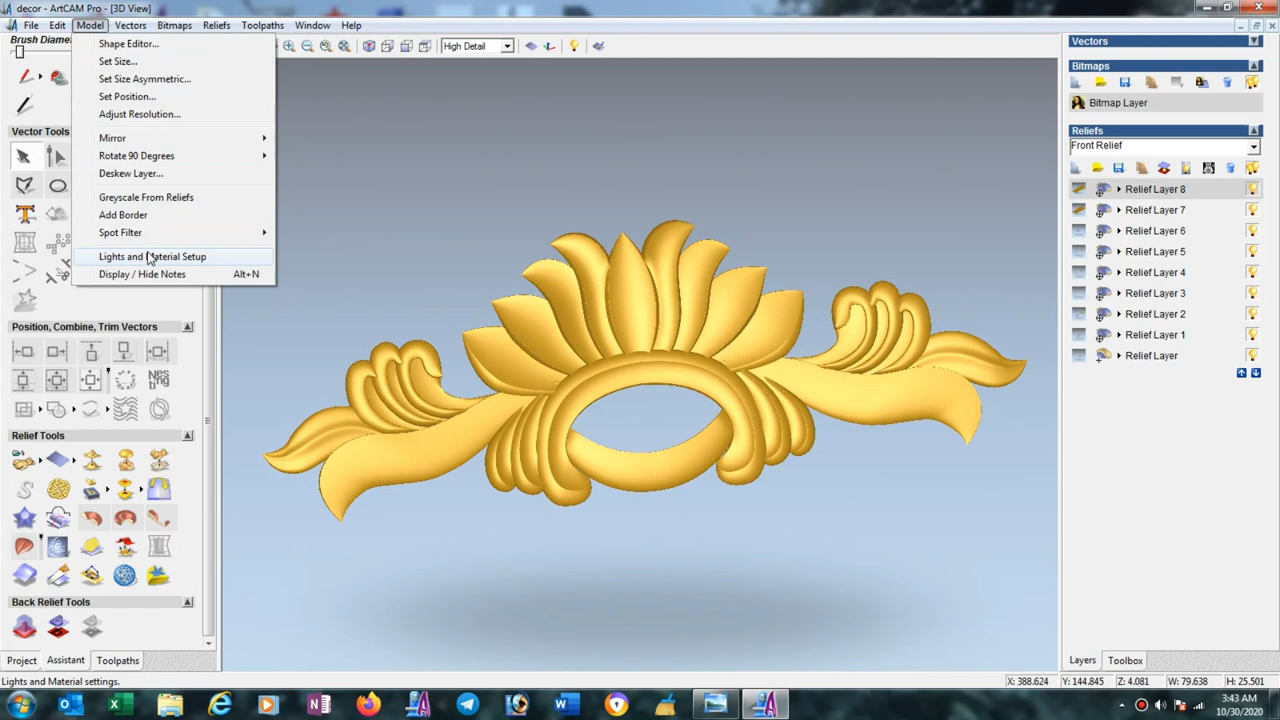 decor - ArtCAM Pro - [3D View]
File Edit Model Vectors Bitmaps Reliefs Toolpaths Window Help
High Detail
Shape Editor...
Set Size...
Set Size Asymmetric...
Set Position...
Adjust Resolution...
Mirror
Rotate 90 Degrees
Deskew Layer...
Greyscale From Reliefs
Add Border
Spot Filter
Lights and Material Setup
Display / Hide Notes Alt+N
Vector Tools
Position, Combine, Trim Vectors
Relief Tools
Back Relief Tools
Project Assistant Toolpaths
Lights and Material settings.
Vectors
Bitmaps
Bitmap Layer
Reliefs
Front Relief
Relief Layer 8
Relief Layer 7
Relief Layer 6
Relief Layer 5
Relief Layer 4
Relief Layer 3
Relief Layer 2
Relief Layer 1
Relief Layer
Layers Toolbox
X: 388.624 Y: 144.845 Z: 4.081 W: 79.638 H: 25.501
3:43 AM
10/30/2020